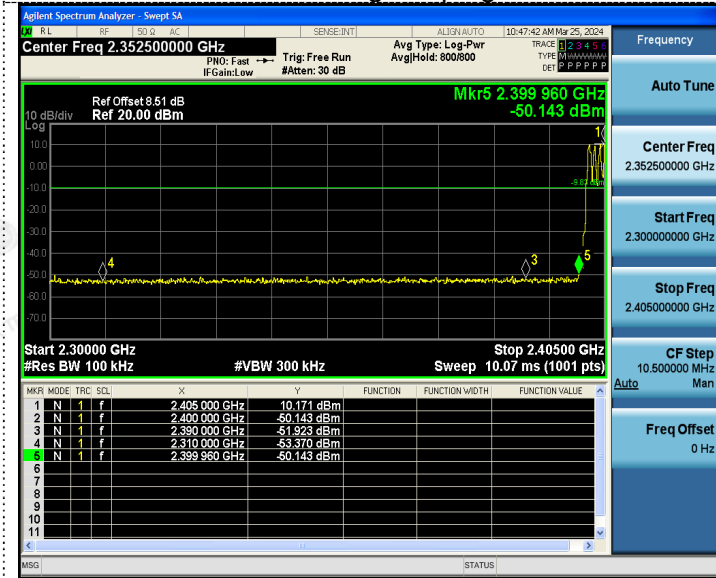 Agilent Spectrum Analyzer - Swept SA
RL RF 50 Ω AC SENSE:INT ALIGN AUTO 10:47:42 AM Mar 25, 2024
Center Freq 2.352500000 GHz
PNO: Fast
IFGain:Low
Trig: Free Run
#Atten: 30 dB
Avg Type: Log-Pwr
Avg|Hold: 800/800
TRACE 1 2 3 4 5 6
TYPE M
DET P P P P P P
Ref Offset 8.51 dB
10 dB/div Ref 20.00 dBm
Log
Mkr5 2.399 960 GHz
-50.143 dBm
10.0
0.00
-10.0
-20.0
-30.0
-40.0
-50.0
-60.0
-70.0
1
4
3
5
Start 2.30000 GHz Stop 2.40500 GHz
#Res BW 100 kHz #VBW 300 kHz Sweep 10.07 ms (1001 pts)
MKR MODE TRC SCL X Y FUNCTION FUNCTION WIDTH FUNCTION VALUE
1 N 1 f 2.405 000 GHz 10.171 dBm
2 N 1 f 2.400 000 GHz -50.143 dBm
3 N 1 f 2.390 000 GHz -51.923 dBm
4 N 1 f 2.310 000 GHz -53.370 dBm
5 N 1 f 2.399 960 GHz -50.143 dBm
6
7
8
9
10
11
MSG STATUS
Frequency
Auto Tune
Center Freq
2.352500000 GHz
Start Freq
2.300000000 GHz
Stop Freq
2.405000000 GHz
CF Step
10.500000 MHz
Auto Man
Freq Offset
0 Hz